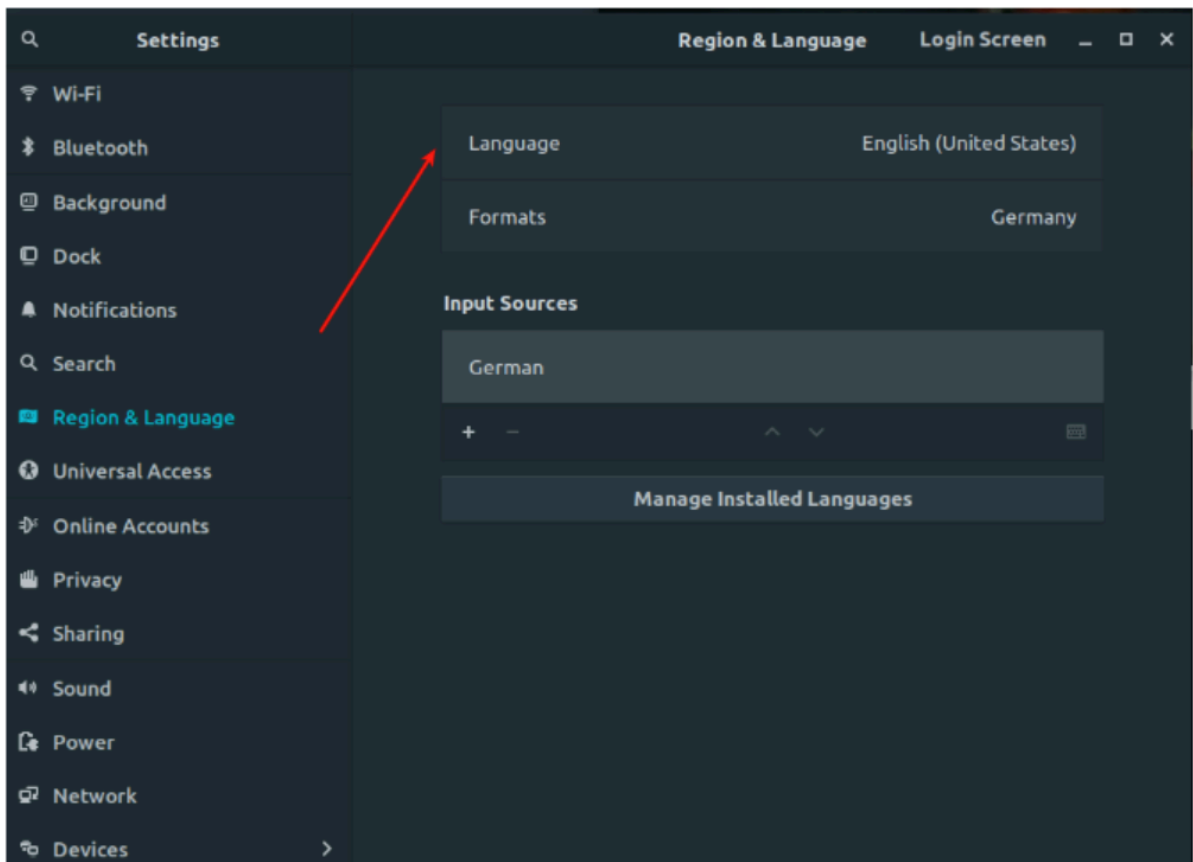 Settings
Region & Language
Login Screen
Wi-Fi
Bluetooth
Background
Dock
Notifications
Search
Region & Language
Universal Access
Online Accounts
Privacy
Sharing
Sound
Power
Network
Devices
Language English (United States)
Formats Germany
Input Sources
German
Manage Installed Languages